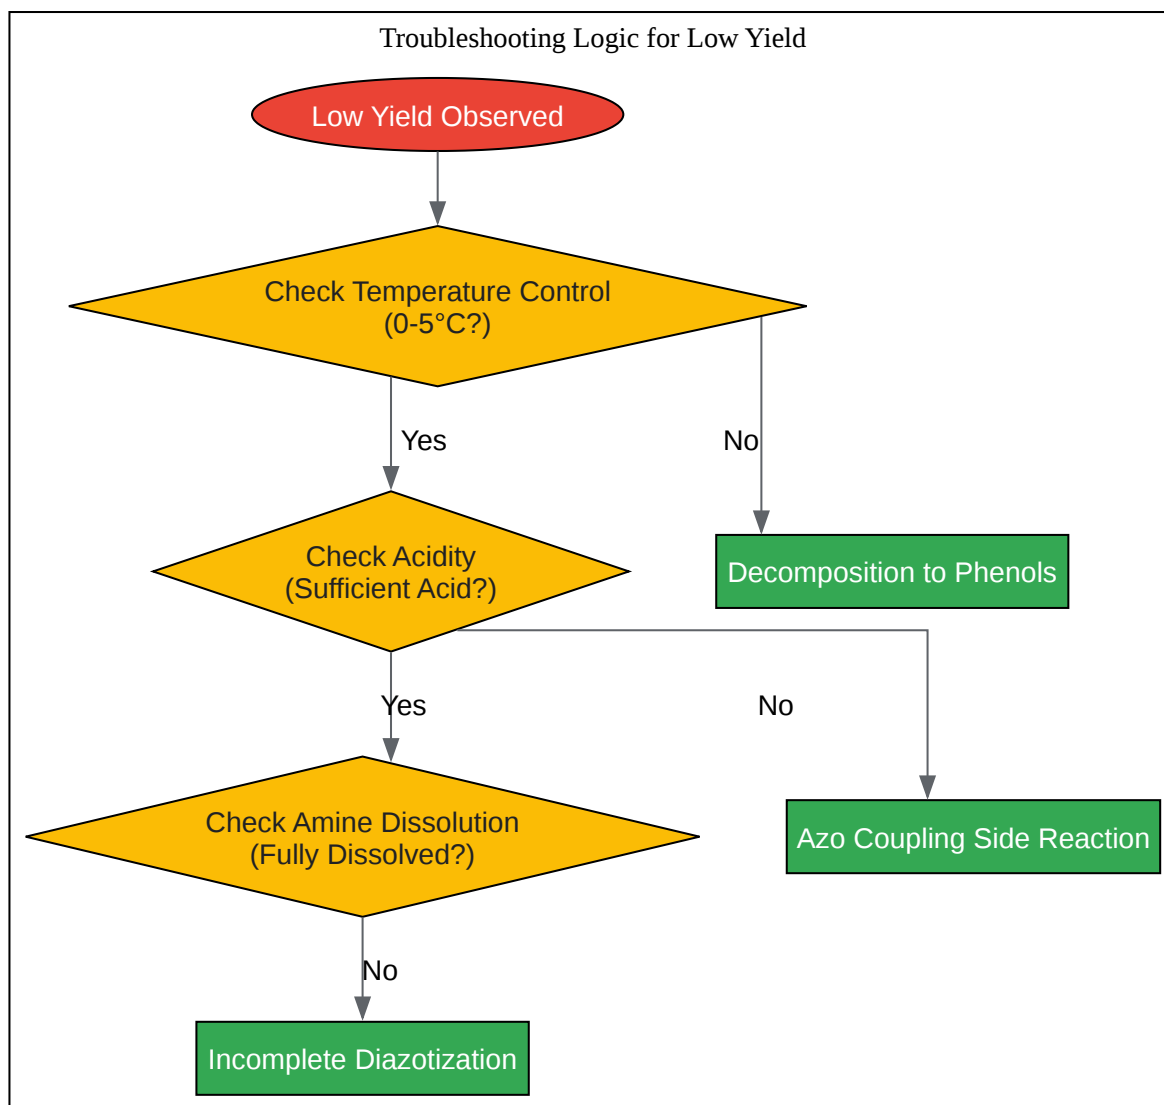 Troubleshooting Logic for Low Yield
Low Yield Observed
Check Temperature Control
(0-5°C?)
Yes
No
Check Acidity
(Sufficient Acid?)
Decomposition to Phenols
Yes
No
Check Amine Dissolution
(Fully Dissolved?)
Azo Coupling Side Reaction
No
Incomplete Diazotization